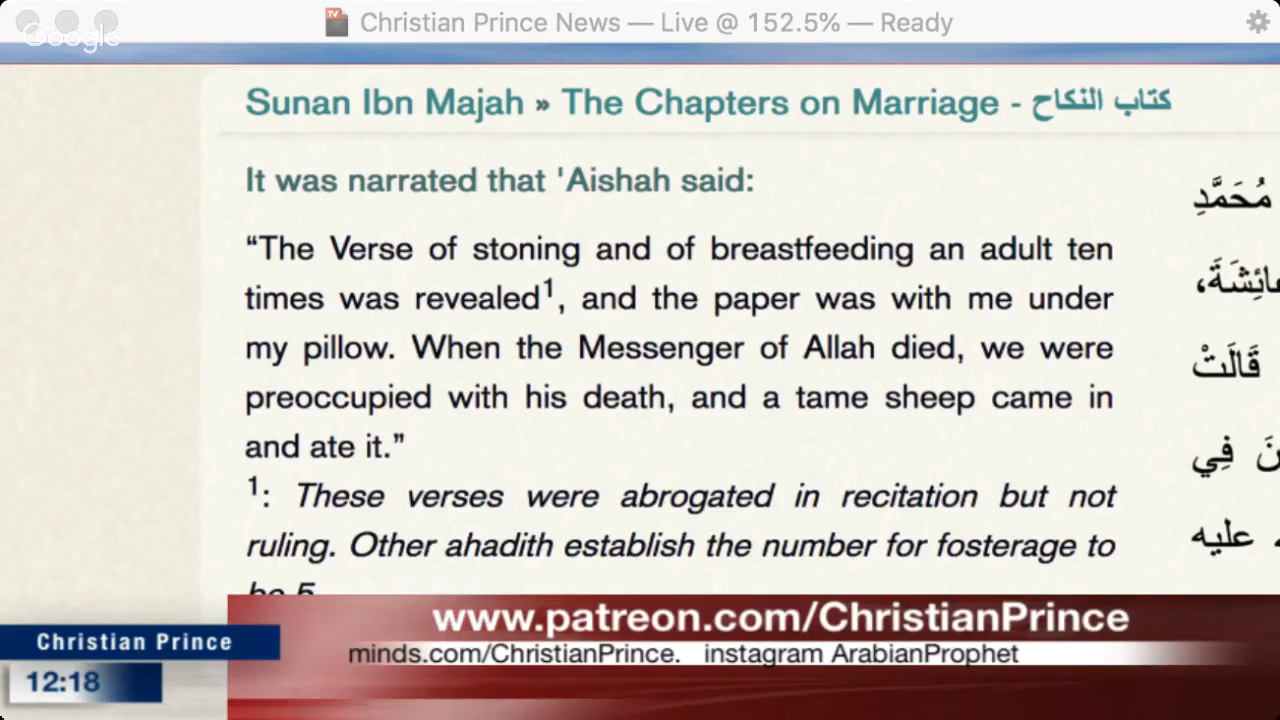 Christian Prince News — Live @ 152.5% — Ready
TV
Google
Sunan Ibn Majah » The Chapters on Marriage - كتاب النكاح
It was narrated that 'Aishah said:
“The Verse of stoning and of breastfeeding an adult ten
times was revealed¹, and the paper was with me under
my pillow. When the Messenger of Allah died, we were
preoccupied with his death, and a tame sheep came in
and ate it.”
¹: These verses were abrogated in recitation but not
ruling. Other ahadith establish the number for fosterage to
be 5
مُحَمَّدِ
عَائِشَةَ،
قَالَتْ
فِي
عليه
www.patreon.com/ChristianPrince
Christian Prince
minds.com/ChristianPrince. instagram ArabianProphet
12:18